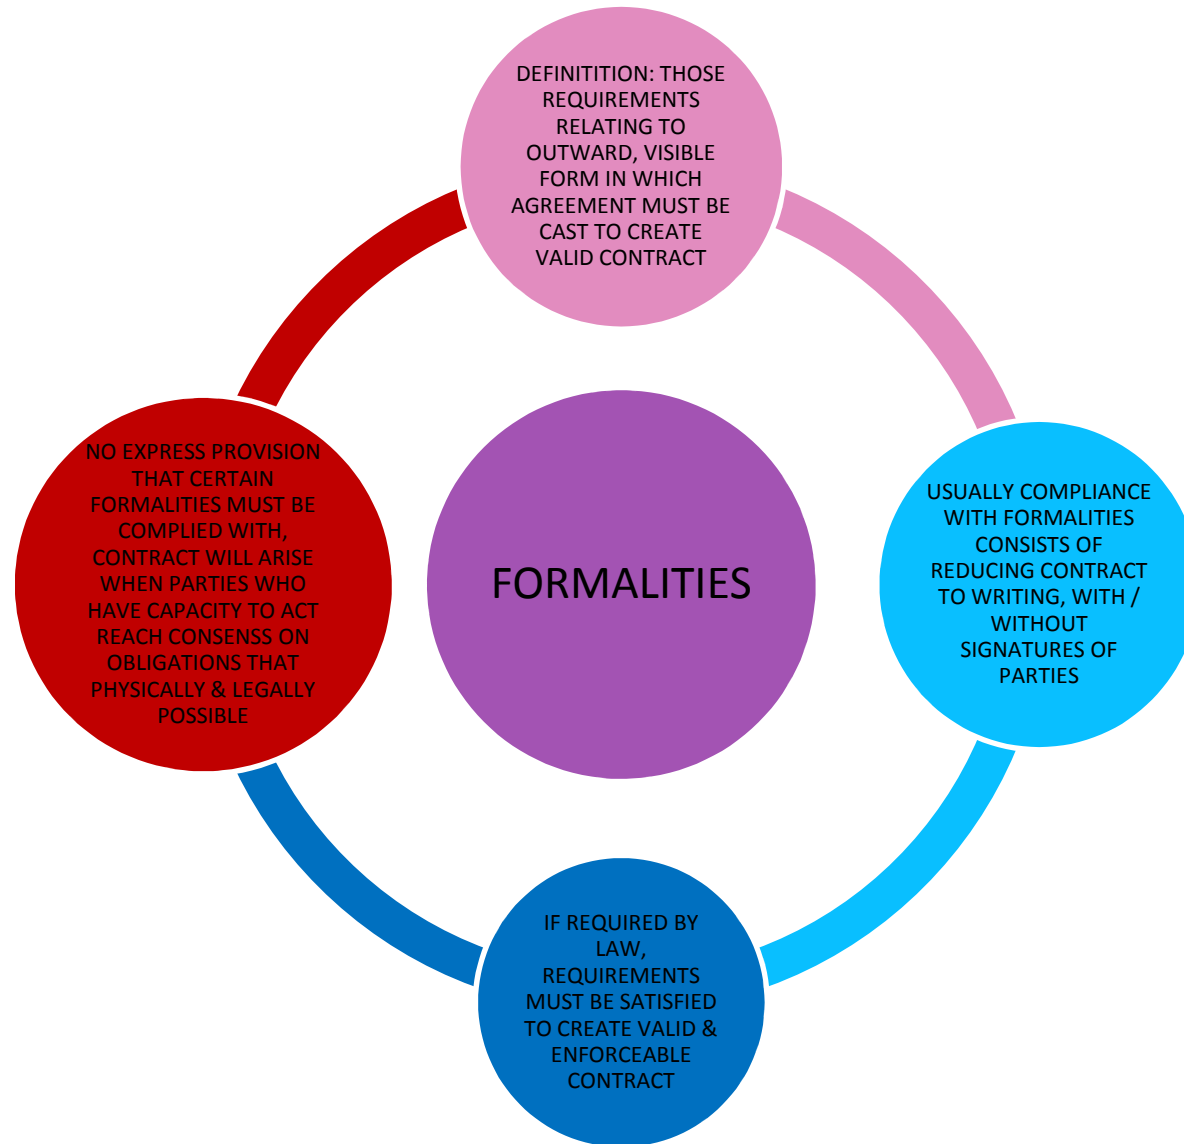 DEFINITITION: THOSE
REQUIREMENTS
RELATING TO
OUTWARD, VISIBLE
FORM IN WHICH
AGREEMENT MUST BE
CAST TO CREATE
VALID CONTRACT
USUALLY COMPLIANCE
WITH FORMALITIES
CONSISTS OF
REDUCING CONTRACT
TO WRITING, WITH /
WITHOUT
SIGNATURES OF
PARTIES
IF REQUIRED BY
LAW,
REQUIREMENTS
MUST BE SATISFIED
TO CREATE VALID &
ENFORCEABLE
CONTRACT
NO EXPRESS PROVISION
THAT CERTAIN
FORMALITIES MUST BE
COMPLIED WITH,
CONTRACT WILL ARISE
WHEN PARTIES WHO
HAVE CAPACITY TO ACT
REACH CONSENSS ON
OBLIGATIONS THAT
PHYSICALLY & LEGALLY
POSSIBLE
FORMALITIES